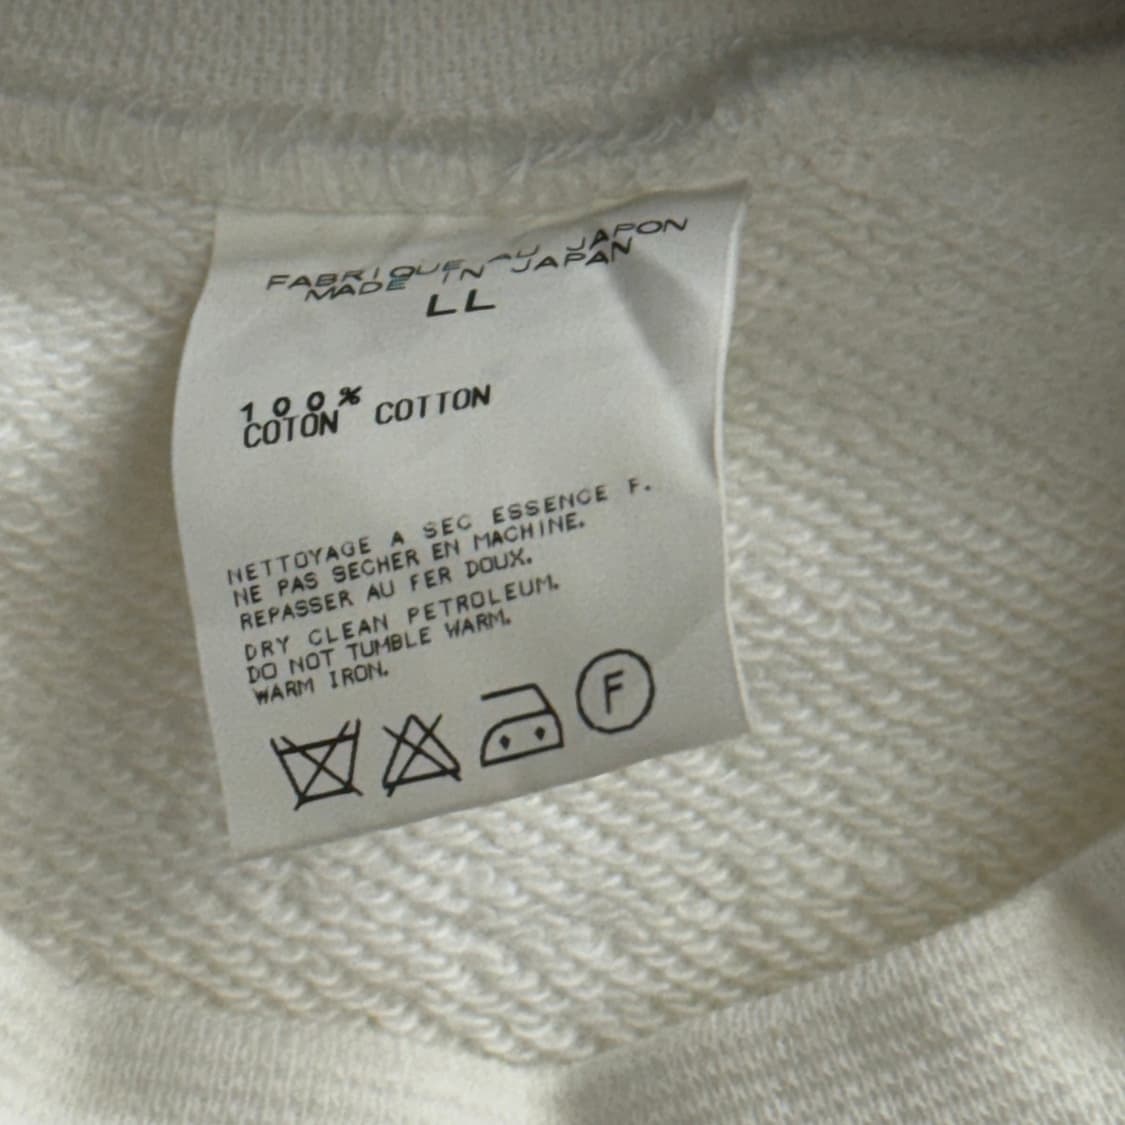 FABRIQUE AU JAPON
MADE IN JAPAN
LL
100%
COTON COTTON
NETTOYAGE A SEC ESSENCE F.
NE PAS SECHER EN MACHINE.
REPASSER AU FER DOUX.
DRY CLEAN PETROLEUM.
DO NOT TUMBLE WARM.
WARM IRON.
F